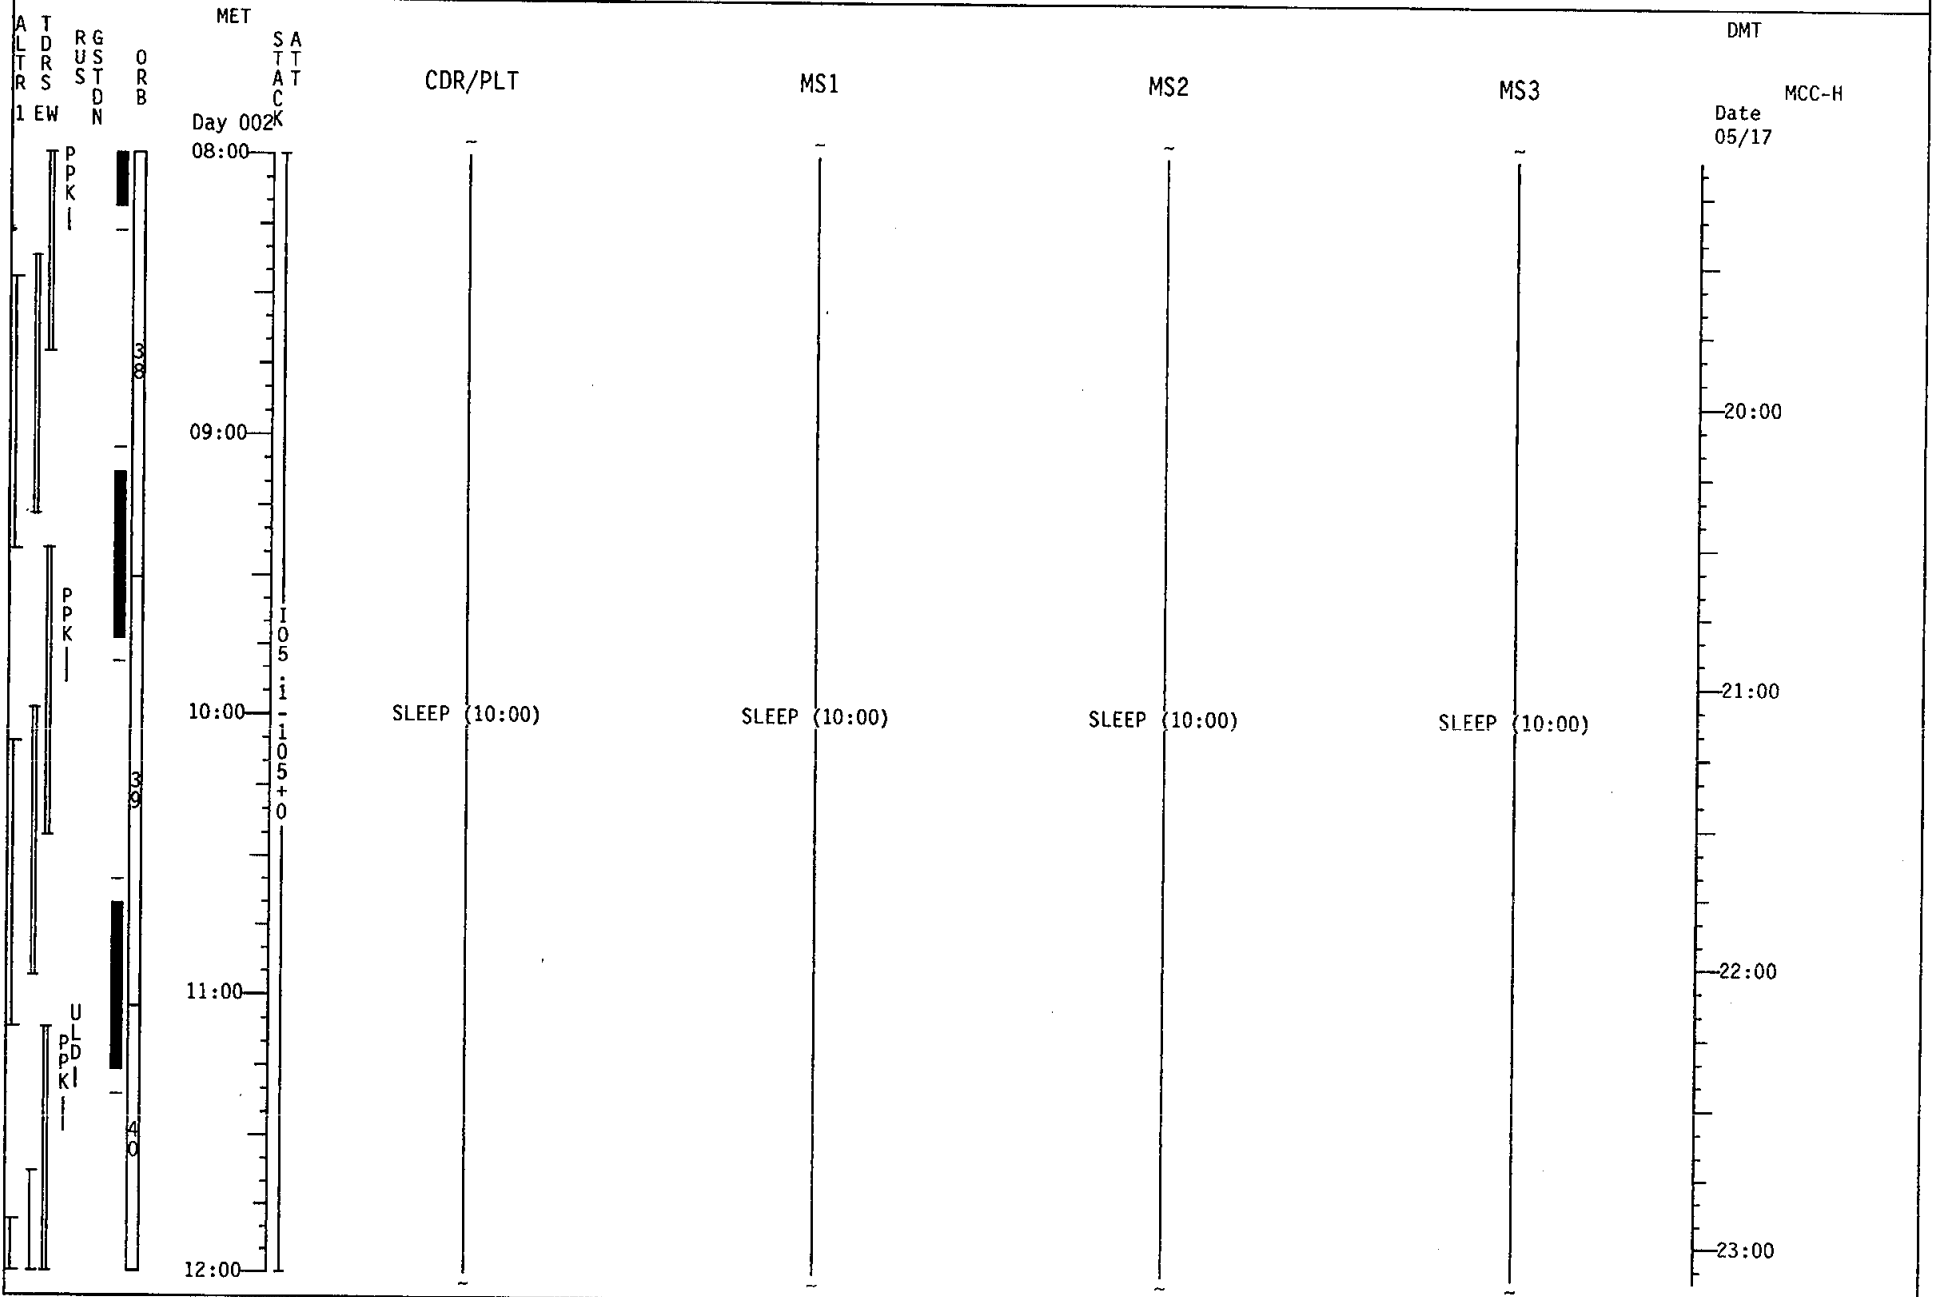 MET
DMT
ALTR 1
TDRS EW
RUS
GSTDN
ORB
STACK
ATT
CDR/PLT
MS1
MS2
MS3
MCC-H
Day 002
Date
05/17
08:00
PPK
38
09:00
20:00
PPK
I05.1-105+0
10:00
SLEEP (10:00)
SLEEP (10:00)
SLEEP (10:00)
SLEEP (10:00)
21:00
39
11:00
22:00
ULD
PPK
40
12:00
23:00